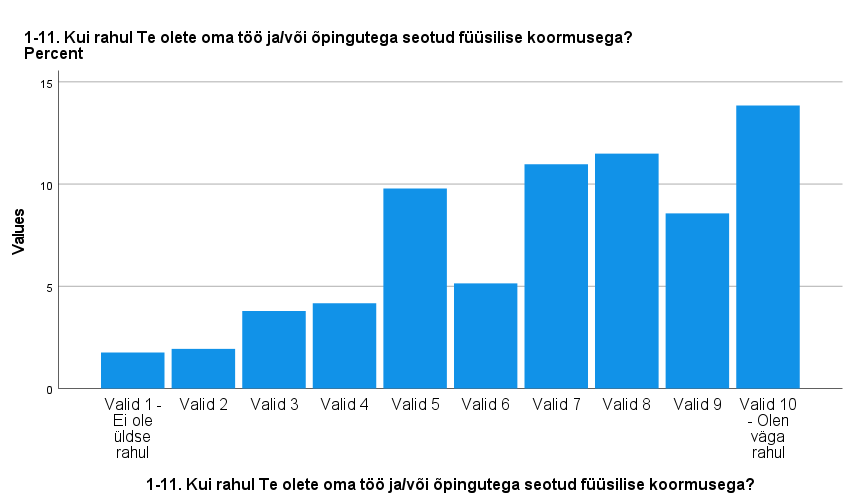 1-11. Kui rahul Te olete oma töö ja/või õpingutega seotud füüsilise koormusega?
Percent
15
10
5
0
Values
Valid 1 -
Ei ole
üldse
rahul
Valid 2
Valid 3
Valid 4
Valid 5
Valid 6
Valid 7
Valid 8
Valid 9
Valid 10
- Olen
väga
rahul
1-11. Kui rahul Te olete oma töö ja/või õpingutega seotud füüsilise koormusega?